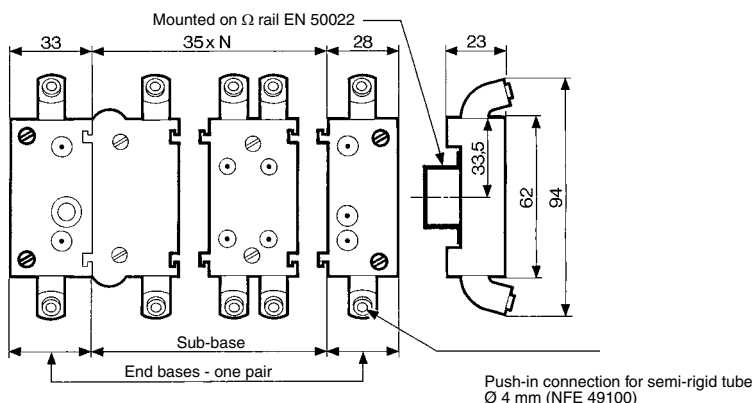 Mounted on Ω rail EN 50022
33
35 x N
28
23
33,5
62
94
Sub-base
End bases - one pair
Push-in connection for semi-rigid tube
Ø 4 mm (NFE 49100)